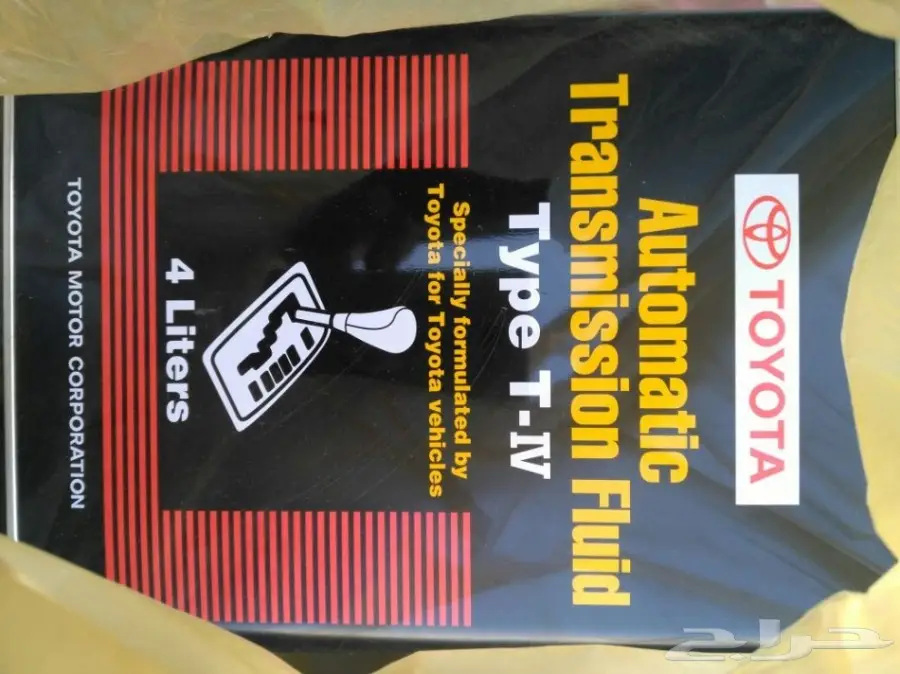 TOYOTA
Automatic
Transmission Fluid
Type T-IV
Specially formulated by
Toyota for Toyota vehicles
4 Liters
TOYOTA MOTOR CORPORATION
حراج